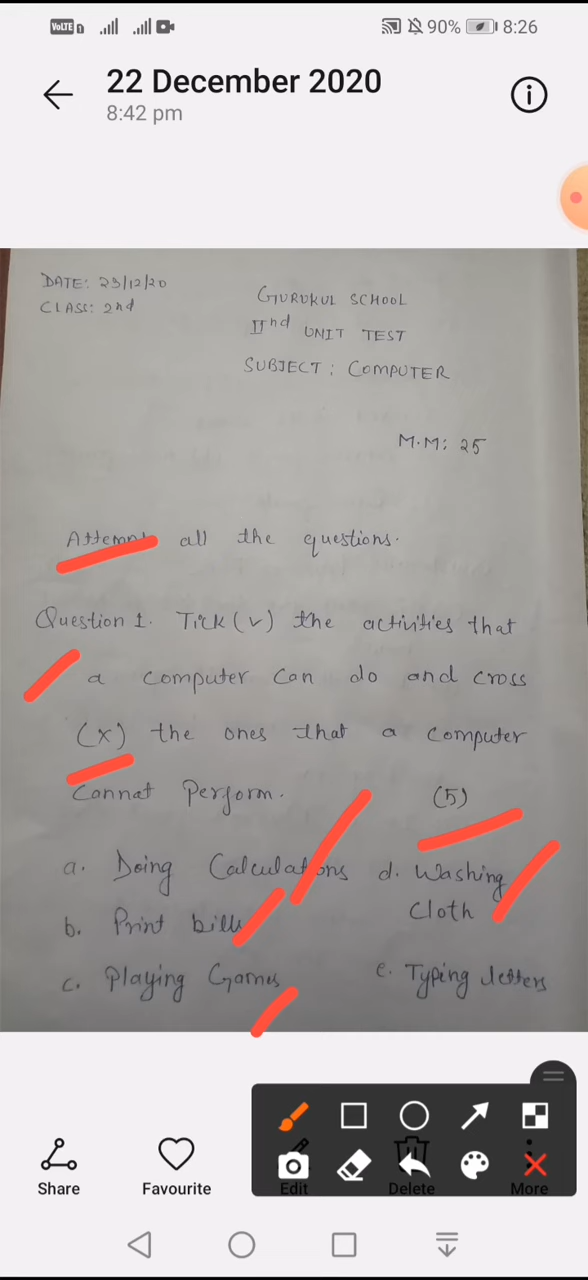 VoLTE 1 90% 8:26
22 December 2020
8:42 pm
DATE: 23/12/20
CLASS: 2nd
GURUKUL SCHOOL
IInd UNIT TEST
SUBJECT: COMPUTER
M.M: 25
Attempt all the questions.
Question 1. Tick (✓) the activities that
a computer can do and cross
(x) the ones that a computer
Connat Perform. (5)
a. Doing Calculations d. Washing
Cloth
b. Print bills
c. Playing Games e. Typing letters
Share Favourite Edit Delete More